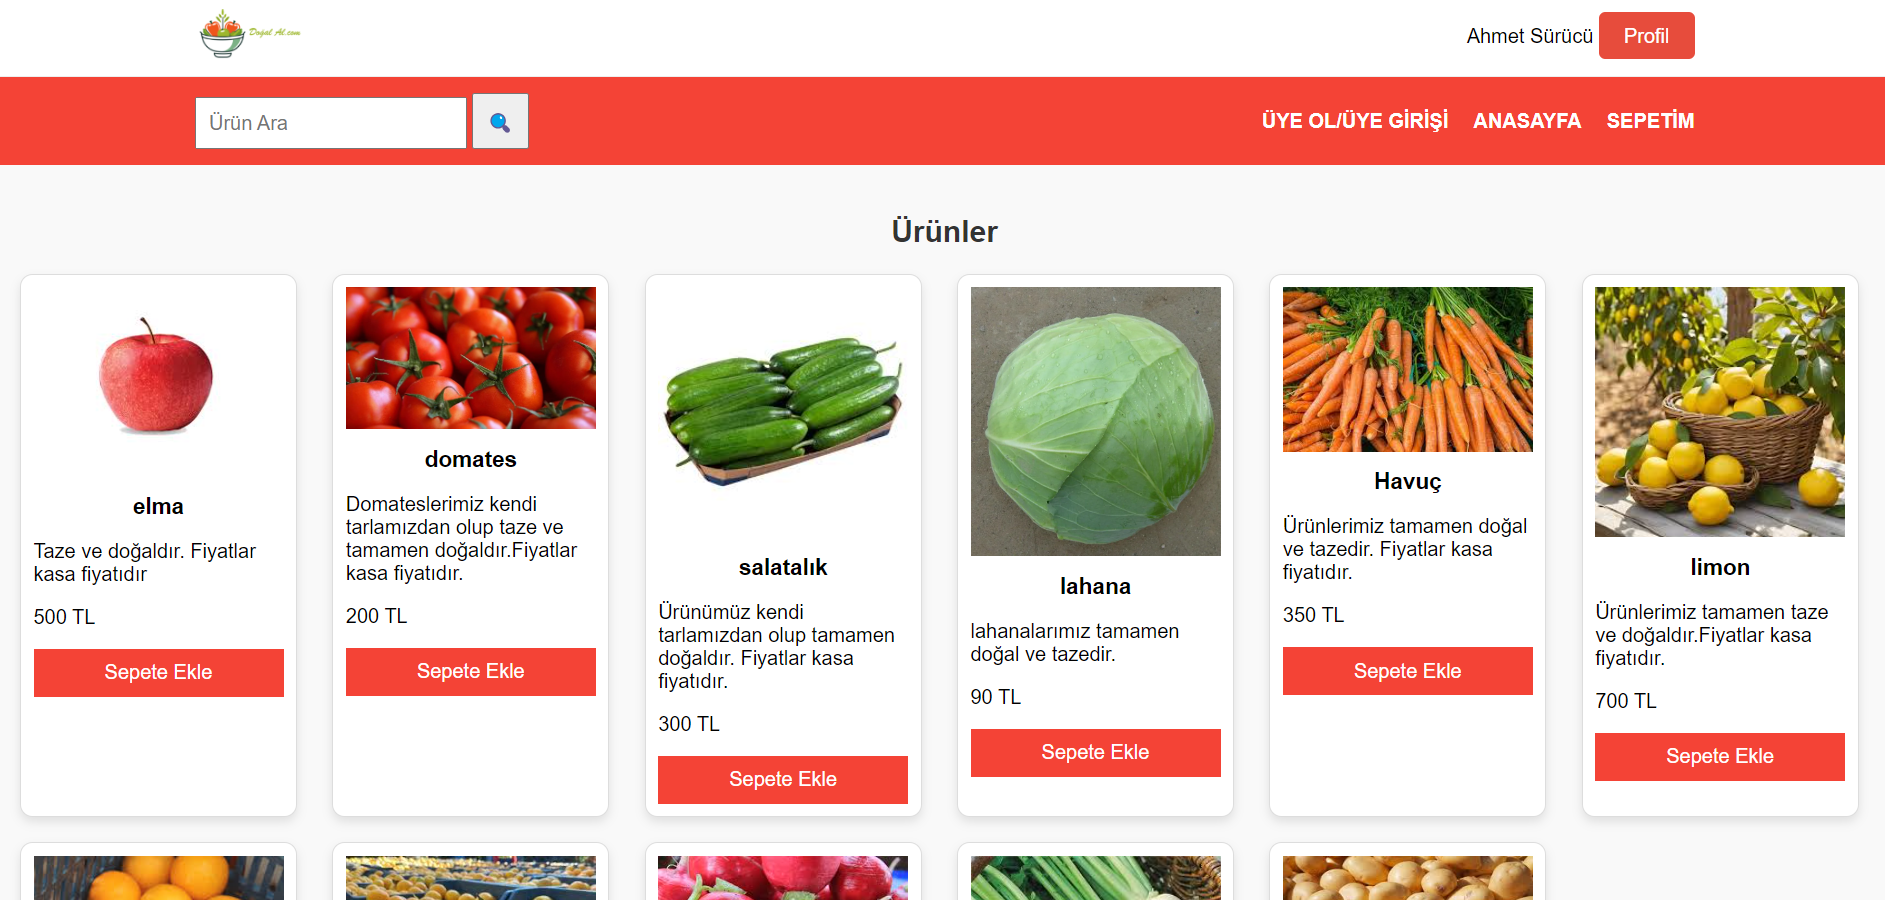 Doğal Al.com
Ahmet Sürücü
Profil
Ürün Ara
ÜYE OL/ÜYE GİRİŞİ
ANASAYFA
SEPETİM
Ürünler
elma
Taze ve doğaldır. Fiyatlar
kasa fiyatıdır
500 TL
Sepete Ekle
domates
Domateslerimiz kendi
tarlamızdan olup taze ve
tamamen doğaldır.Fiyatlar
kasa fiyatıdır.
200 TL
Sepete Ekle
salatalık
Ürünümüz kendi
tarlamızdan olup tamamen
doğaldır. Fiyatlar kasa
fiyatıdır.
300 TL
Sepete Ekle
lahana
lahanalarımız tamamen
doğal ve tazedir.
90 TL
Sepete Ekle
Havuç
Ürünlerimiz tamamen doğal
ve tazedir. Fiyatlar kasa
fiyatıdır.
350 TL
Sepete Ekle
limon
Ürünlerimiz tamamen taze
ve doğaldır.Fiyatlar kasa
fiyatıdır.
700 TL
Sepete Ekle